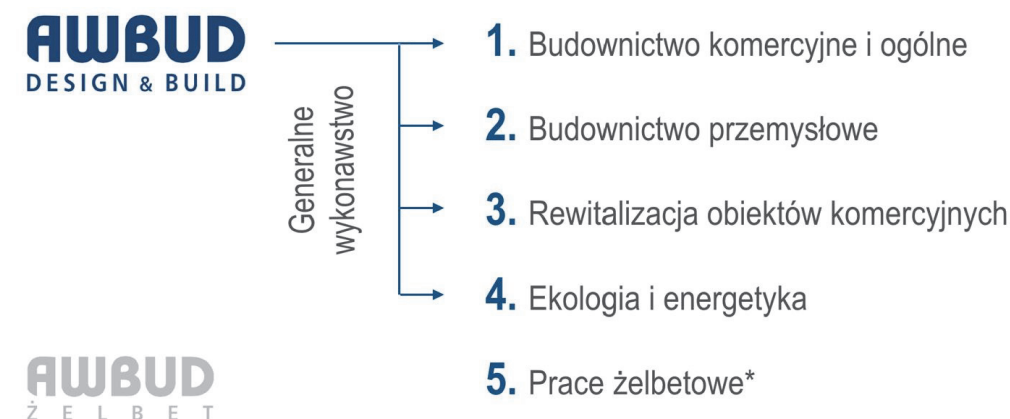 AWBUD
DESIGN & BUILD
Generalne
wykonawstwo
1. Budownictwo komercyjne i ogólne
2. Budownictwo przemysłowe
3. Rewitalizacja obiektów komercyjnych
4. Ekologia i energetyka
AWBUD
ŻELBET
5. Prace żelbetowe*